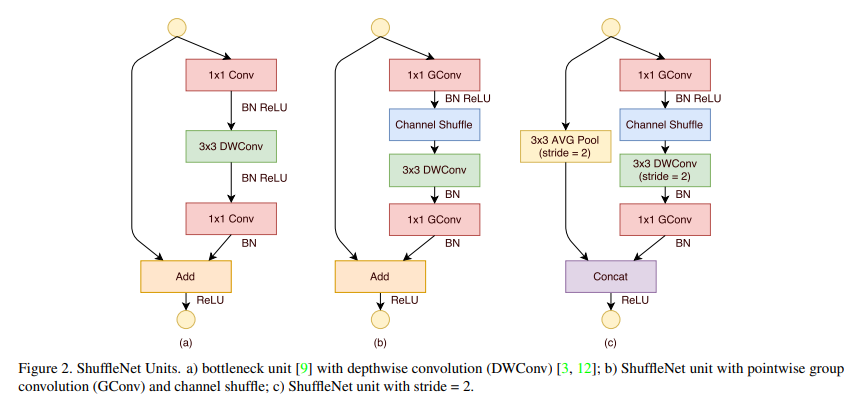 1x1 Conv
BN ReLU
3x3 DWConv
BN ReLU
1x1 Conv
BN
Add
ReLU
(a)
1x1 GConv
BN ReLU
Channel Shuffle
3x3 DWConv
BN
1x1 GConv
BN
Add
ReLU
(b)
1x1 GConv
BN ReLU
Channel Shuffle
3x3 AVG Pool
(stride = 2)
3x3 DWConv
(stride = 2)
BN
1x1 GConv
BN
Concat
ReLU
(c)
Figure 2. ShuffleNet Units. a) bottleneck unit [9] with depthwise convolution (DWConv) [3, 12]; b) ShuffleNet unit with pointwise group
convolution (GConv) and channel shuffle; c) ShuffleNet unit with stride = 2.